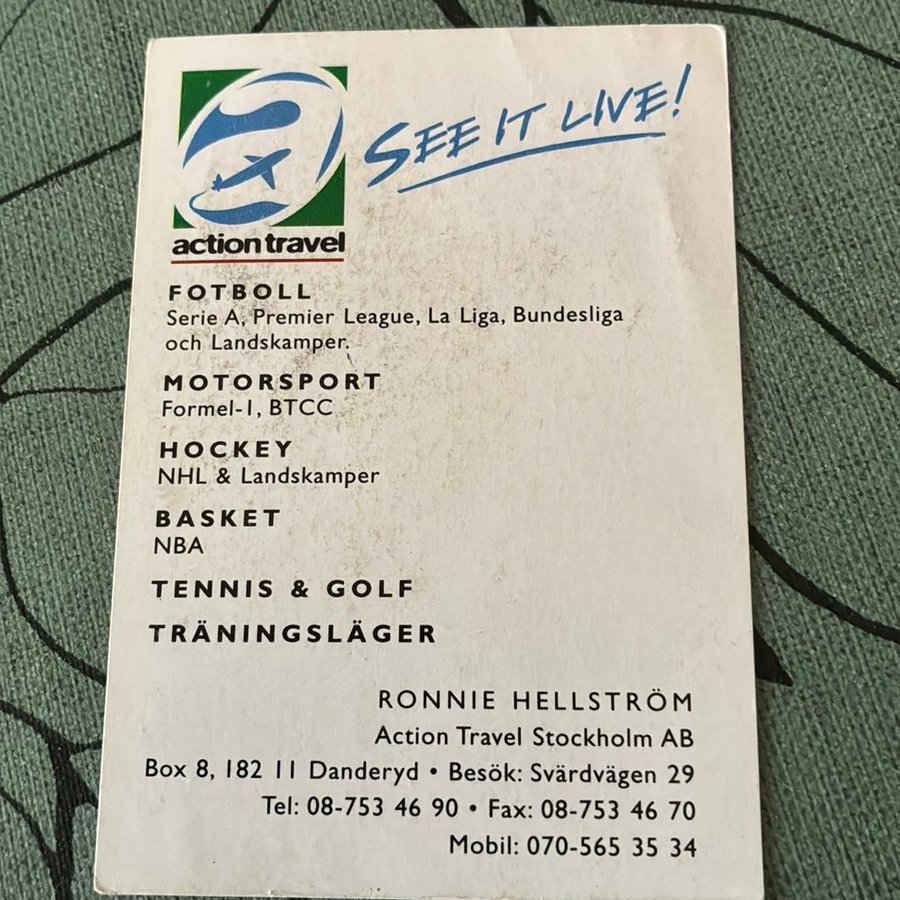 SEE IT LIVE!
action travel
FOTBOLL
Serie A, Premier League, La Liga, Bundesliga
och Landskamper.
MOTORSPORT
Formel-1, BTCC
HOCKEY
NHL & Landskamper
BASKET
NBA
TENNIS & GOLF
TRÄNINGSLÄGER
RONNIE HELLSTRÖM
Action Travel Stockholm AB
Box 8, 182 11 Danderyd • Besök: Svärdvägen 29
Tel: 08-753 46 90 • Fax: 08-753 46 70
Mobil: 070-565 35 34